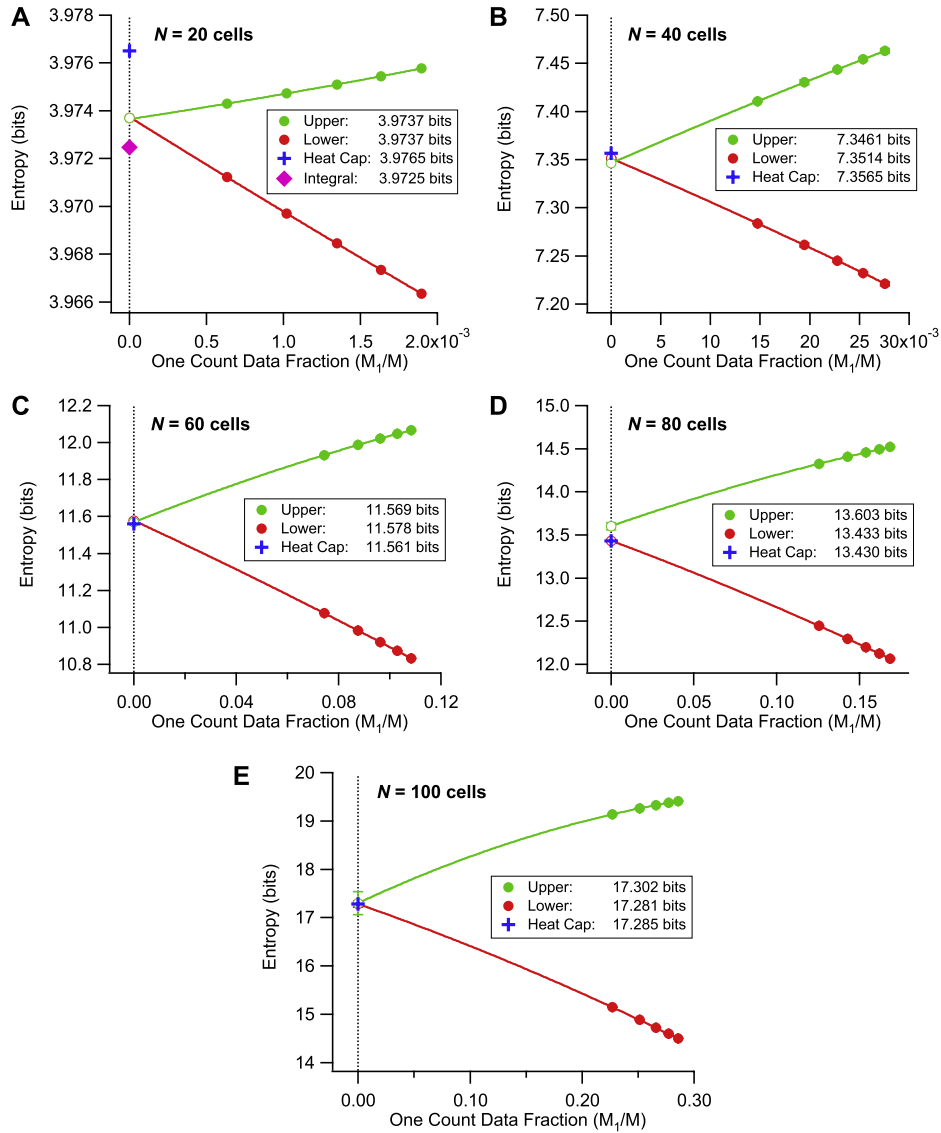 A
N = 20 cells
3.978
3.976
3.974
3.972
3.970
3.968
3.966
Entropy (bits)
Upper: 3.9737 bits
Lower: 3.9737 bits
Heat Cap: 3.9765 bits
Integral: 3.9725 bits
0.0 0.5 1.0 1.5 2.0x10⁻³
One Count Data Fraction (M₁/M)
B
N = 40 cells
7.50
7.45
7.40
7.35
7.30
7.25
7.20
Entropy (bits)
Upper: 7.3461 bits
Lower: 7.3514 bits
Heat Cap: 7.3565 bits
0 5 10 15 20 25 30x10⁻³
One Count Data Fraction (M₁/M)
C
N = 60 cells
12.2
12.0
11.8
11.6
11.4
11.2
11.0
10.8
Entropy (bits)
Upper: 11.569 bits
Lower: 11.578 bits
Heat Cap: 11.561 bits
0.00 0.04 0.08 0.12
One Count Data Fraction (M₁/M)
D
N = 80 cells
15.0
14.5
14.0
13.5
13.0
12.5
12.0
Entropy (bits)
Upper: 13.603 bits
Lower: 13.433 bits
Heat Cap: 13.430 bits
0.00 0.05 0.10 0.15
One Count Data Fraction (M₁/M)
E
N = 100 cells
20
19
18
17
16
15
14
Entropy (bits)
Upper: 17.302 bits
Lower: 17.281 bits
Heat Cap: 17.285 bits
0.00 0.10 0.20 0.30
One Count Data Fraction (M₁/M)